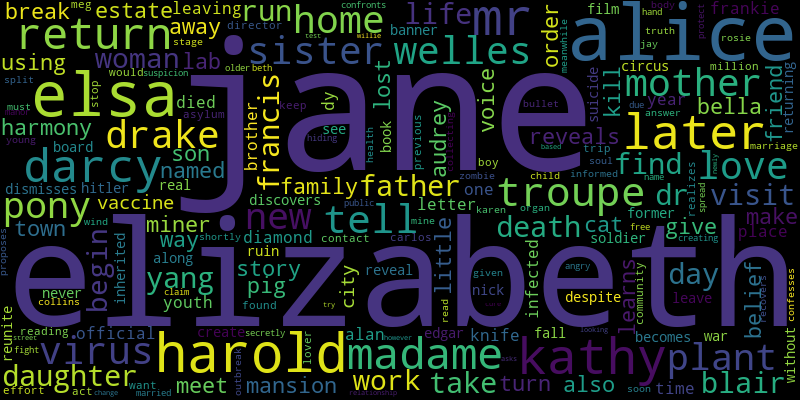 break meg estate leaving run home life mr banner film hand frankie
return away director stage order alice
using woman lab sister welles circus truth jay rosie million
elsa jane voice meanwhile suicide kill mother
split would suspicion older beth lost book dy see audrey later
stop died francis brother keep previous reveals year bella friend returning
harmony asylum test hiding bullet due answer marriage
must young son drake health boy find trip love
darcy board named family father one zombie based child soul informed name realizes
dismisses hitler real discovers letter karen organ troupe dr visit
pony vaccine former spread make place
town wind miner new tell mine death cat give
proposes begin inherited along way shortly diamond contact carlos little soldier free creating
elizabeth
yang story ruin reveal city nick given infected angry day belief
never claim pig found try read despite community learns leave recovers
collins youth
reunite reading official create secretly lover alan edgar knife fall becomes war without confesses
street fight virus harold however madame kathy looking plant
daughter effort act want married change meet mansion outbreak relationship work take turn also soon time blair